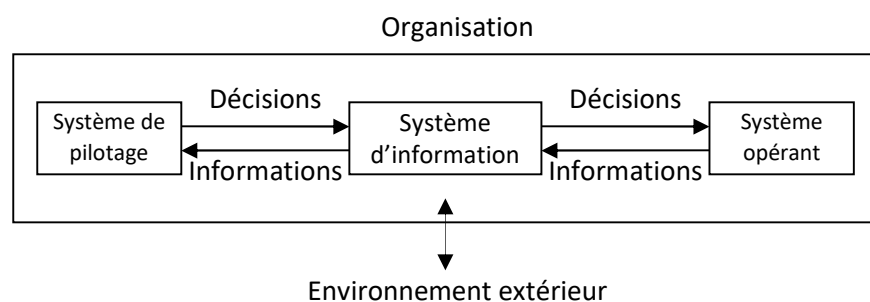 Organisation
Décisions
Décisions
Système de
pilotage
Système
d’information
Système
opérant
Informations
Informations
Environnement extérieur